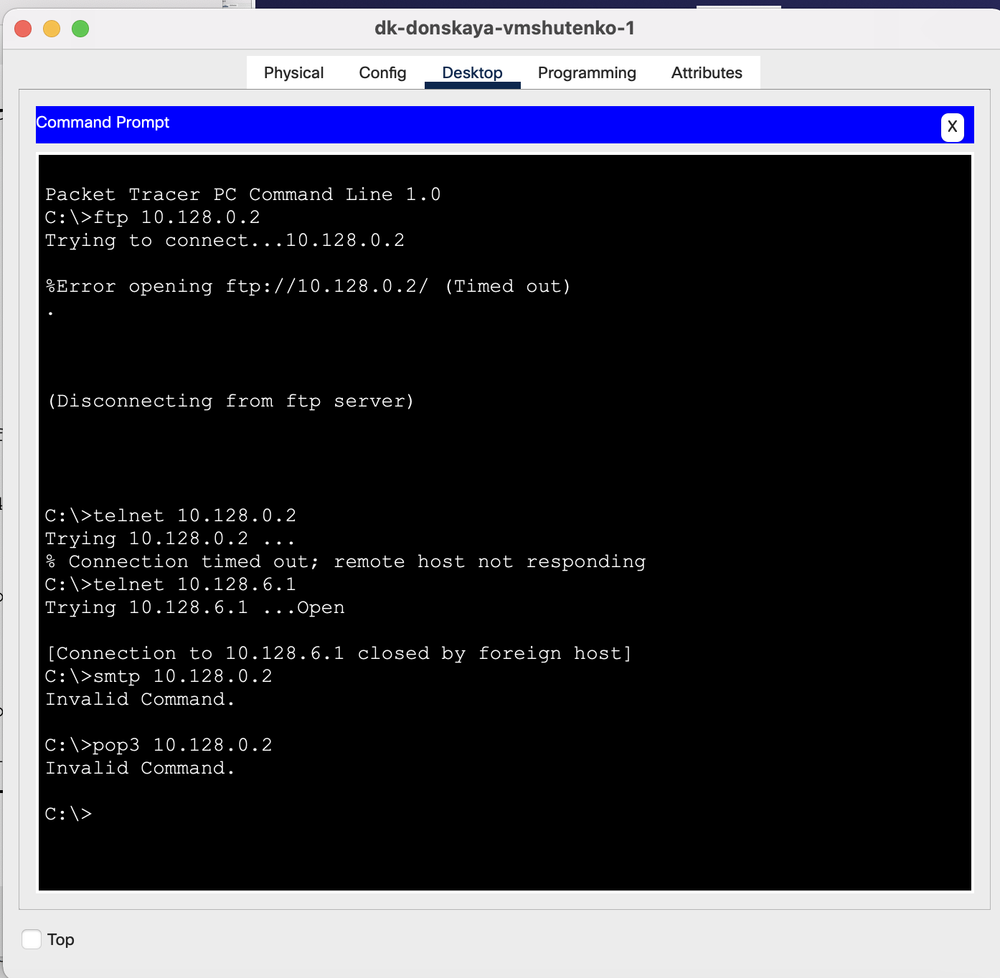 dk-donskaya-vmshutenko-1
Physical Config Desktop Programming Attributes
Command Prompt
X
Packet Tracer PC Command Line 1.0
C:\>ftp 10.128.0.2
Trying to connect...10.128.0.2
%Error opening ftp://10.128.0.2/ (Timed out)
.
(Disconnecting from ftp server)
C:\>telnet 10.128.0.2
Trying 10.128.0.2 ...
% Connection timed out; remote host not responding
C:\>telnet 10.128.6.1
Trying 10.128.6.1 ...Open
[Connection to 10.128.6.1 closed by foreign host]
C:\>smtp 10.128.0.2
Invalid Command.
C:\>pop3 10.128.0.2
Invalid Command.
C:\>
Top